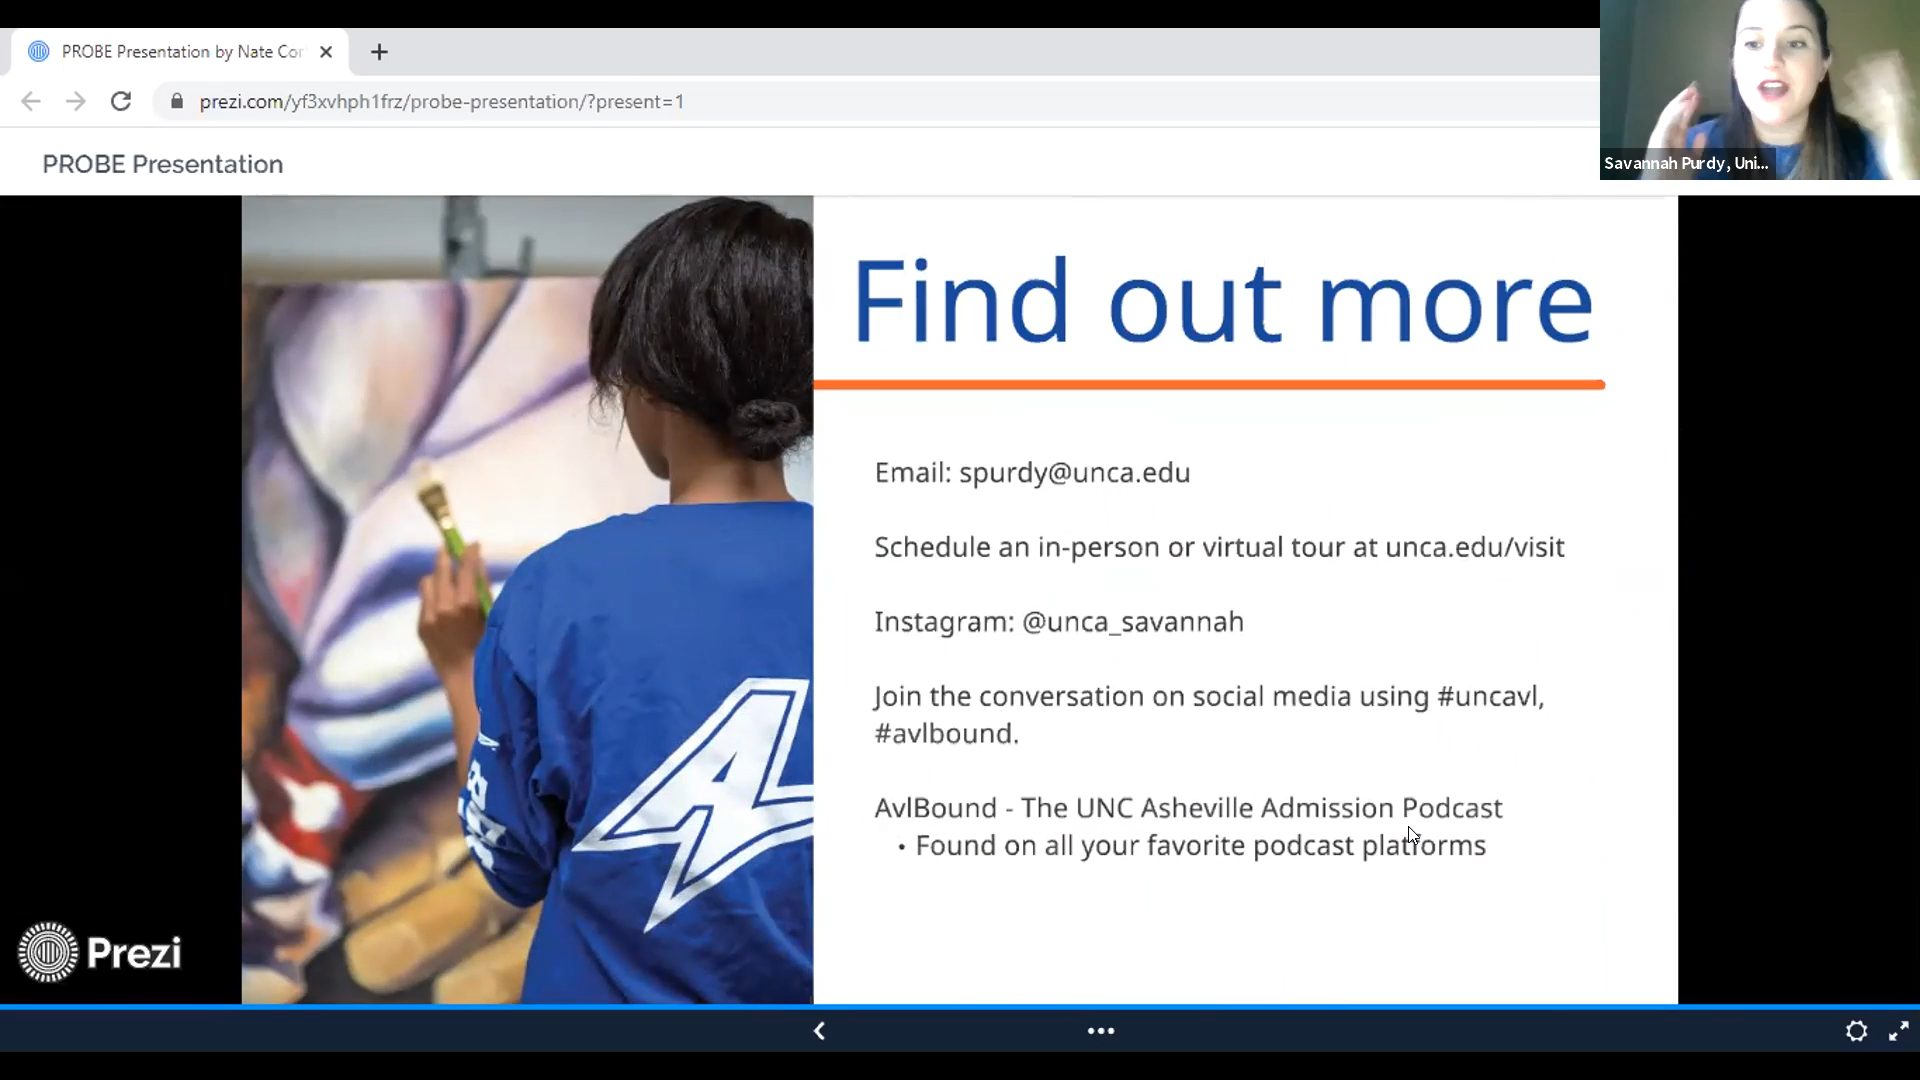 PROBE Presentation by Nate Cor
prezi.com/yf3xvhph1frz/probe-presentation/?present=1
Savannah Purdy, Uni...
PROBE Presentation
Find out more
Email: spurdy@unca.edu
Schedule an in-person or virtual tour at unca.edu/visit
Instagram: @unca_savannah
Join the conversation on social media using #uncavl,
#avlbound.
AvlBound - The UNC Asheville Admission Podcast
• Found on all your favorite podcast platforms
Prezi